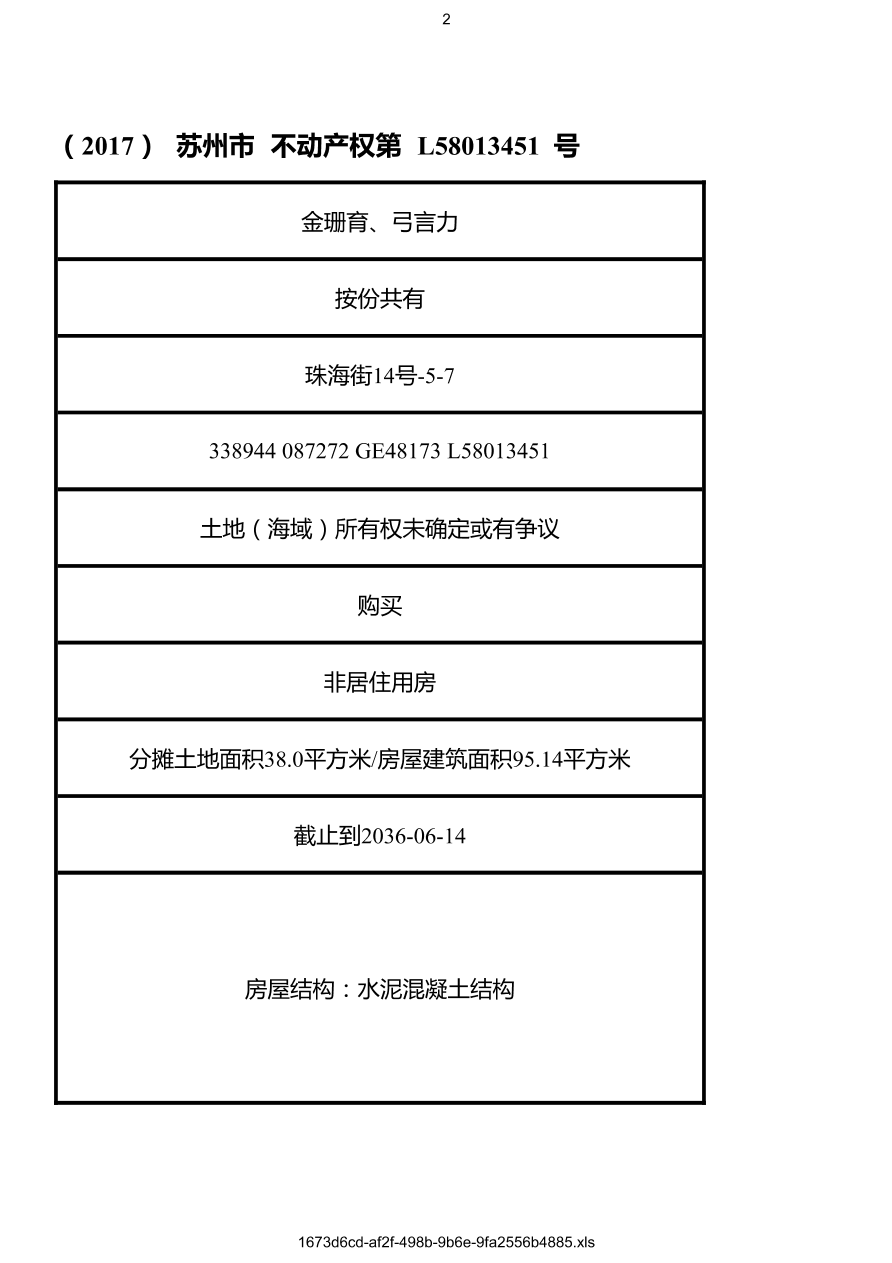 2
（2017） 苏州市 不动产权第 L58013451 号
金珊育、弓言力
按份共有
珠海街14号-5-7
338944 087272 GE48173 L58013451
土地（海域）所有权未确定或有争议
购买
非居住用房
分摊土地面积38.0平方米/房屋建筑面积95.14平方米
截止到2036-06-14
房屋结构：水泥混凝土结构
1673d6cd-af2f-498b-9b6e-9fa2556b4885.xls